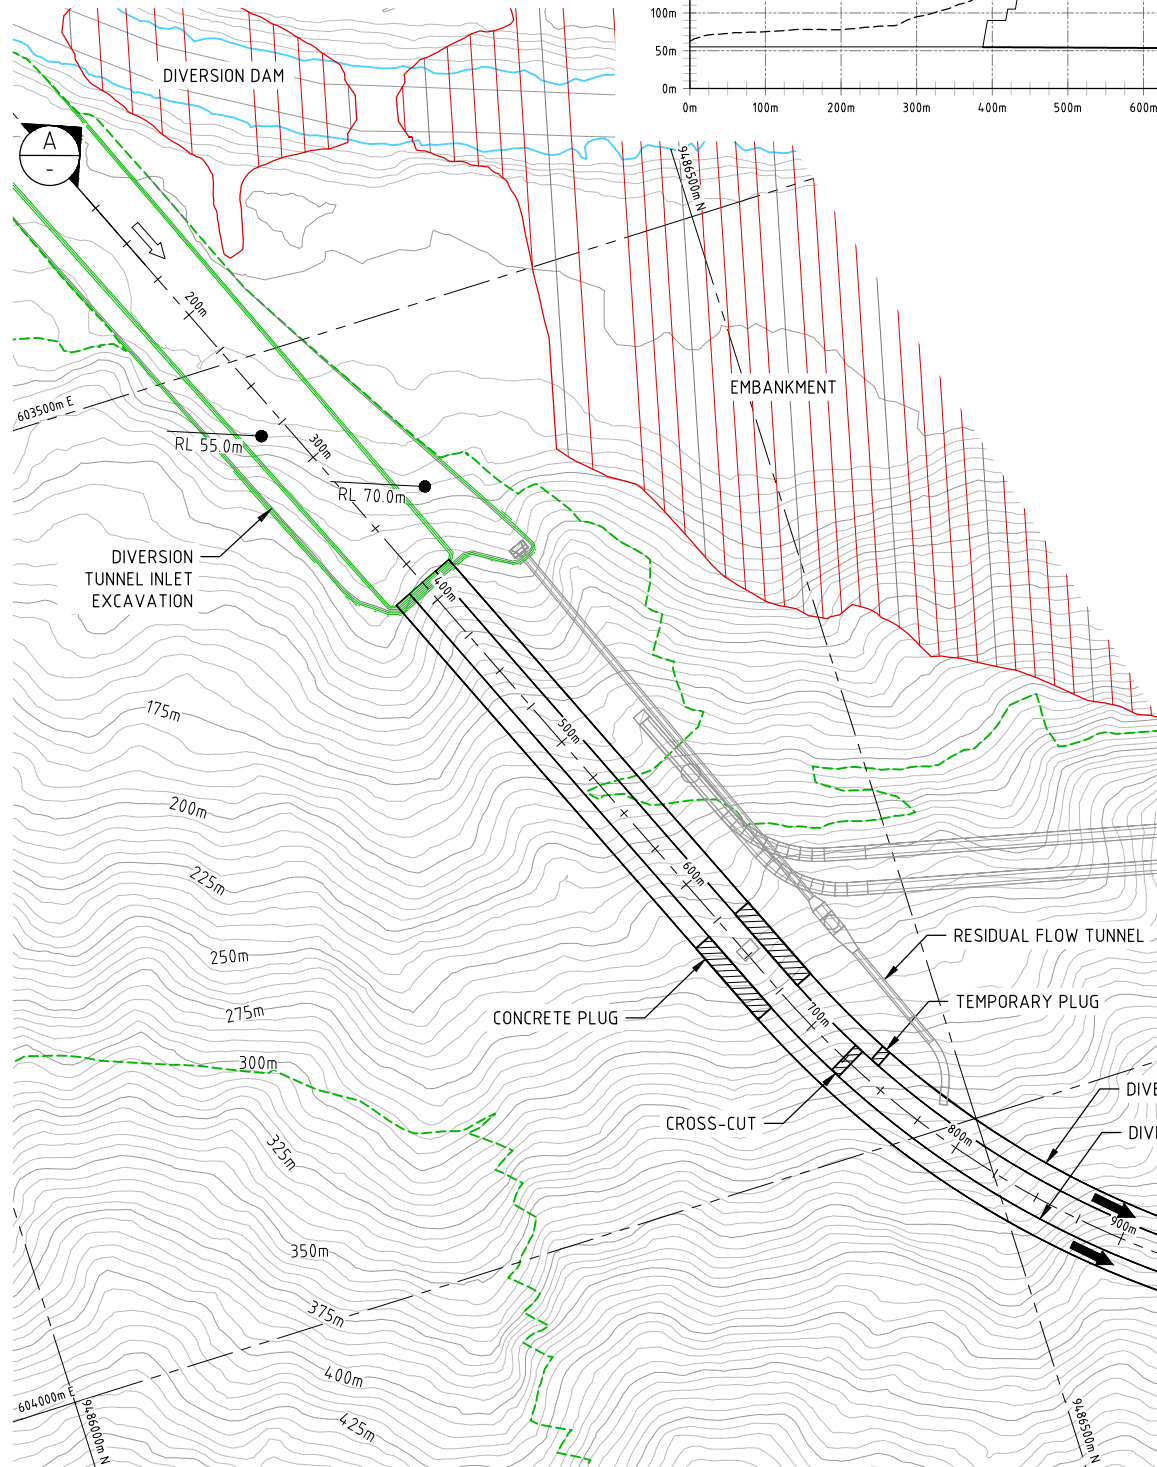 100m
50m
0m
0m 100m 200m 300m 400m 500m 600m
DIVERSION DAM
A
-
9486500m N
200m
EMBANKMENT
603500m E
RL 55.0m
300m
RL 70.0m
DIVERSION
TUNNEL INLET
EXCAVATION
400m
175m
500m
200m
600m
225m
RESIDUAL FLOW TUNNEL
250m
TEMPORARY PLUG
275m
CONCRETE PLUG
700m
300m
DIVE
CROSS-CUT
800m
DIVE
325m
900m
350m
375m
400m
604000m E
9486000m N
425m
9486500m N